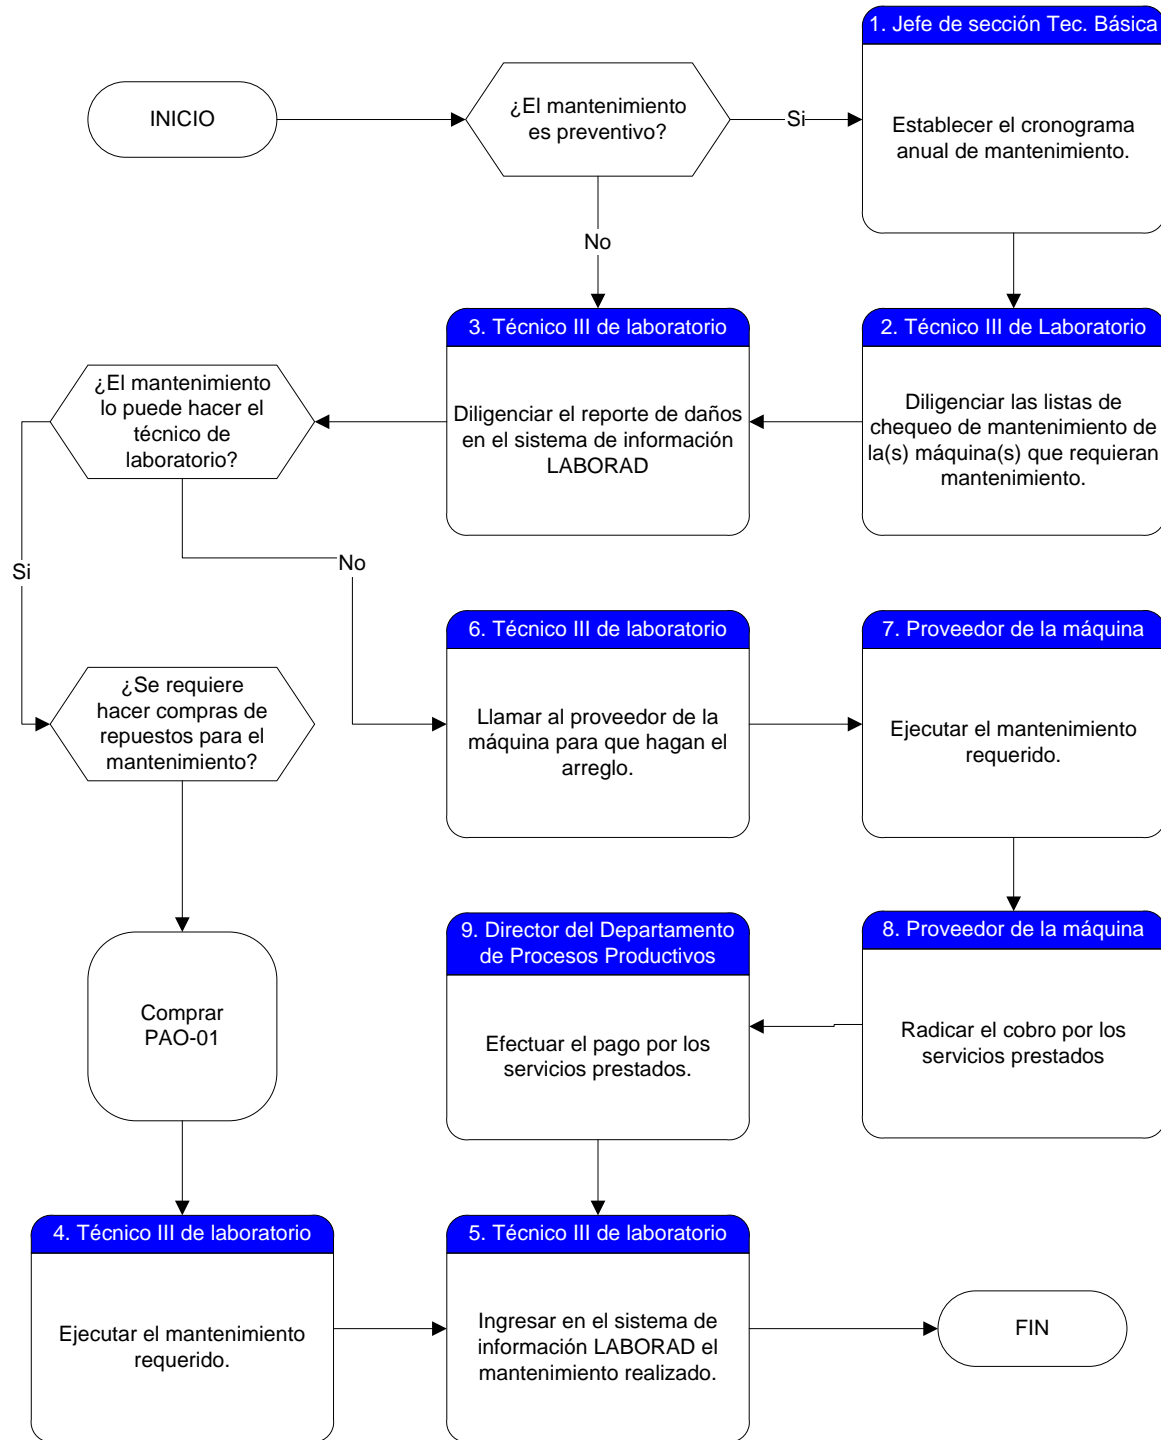 1. Jefe de sección Tec. Básica
INICIO
¿El mantenimiento
es preventivo?
Si
Establecer el cronograma
anual de mantenimiento.
No
3. Técnico III de laboratorio
Diligenciar el reporte de daños
en el sistema de información
LABORAD
2. Técnico III de Laboratorio
Diligenciar las listas de
chequeo de mantenimiento de
la(s) máquina(s) que requieran
mantenimiento.
¿El mantenimiento
lo puede hacer el
técnico de
laboratorio?
Si
No
6. Técnico III de laboratorio
Llamar al proveedor de la
máquina para que hagan el
arreglo.
7. Proveedor de la máquina
Ejecutar el mantenimiento
requerido.
¿Se requiere
hacer compras de
repuestos para el
mantenimiento?
9. Director del Departamento
de Procesos Productivos
Efectuar el pago por los
servicios prestados.
8. Proveedor de la máquina
Radicar el cobro por los
servicios prestados
Comprar
PAO-01
4. Técnico III de laboratorio
Ejecutar el mantenimiento
requerido.
5. Técnico III de laboratorio
Ingresar en el sistema de
información LABORAD el
mantenimiento realizado.
FIN